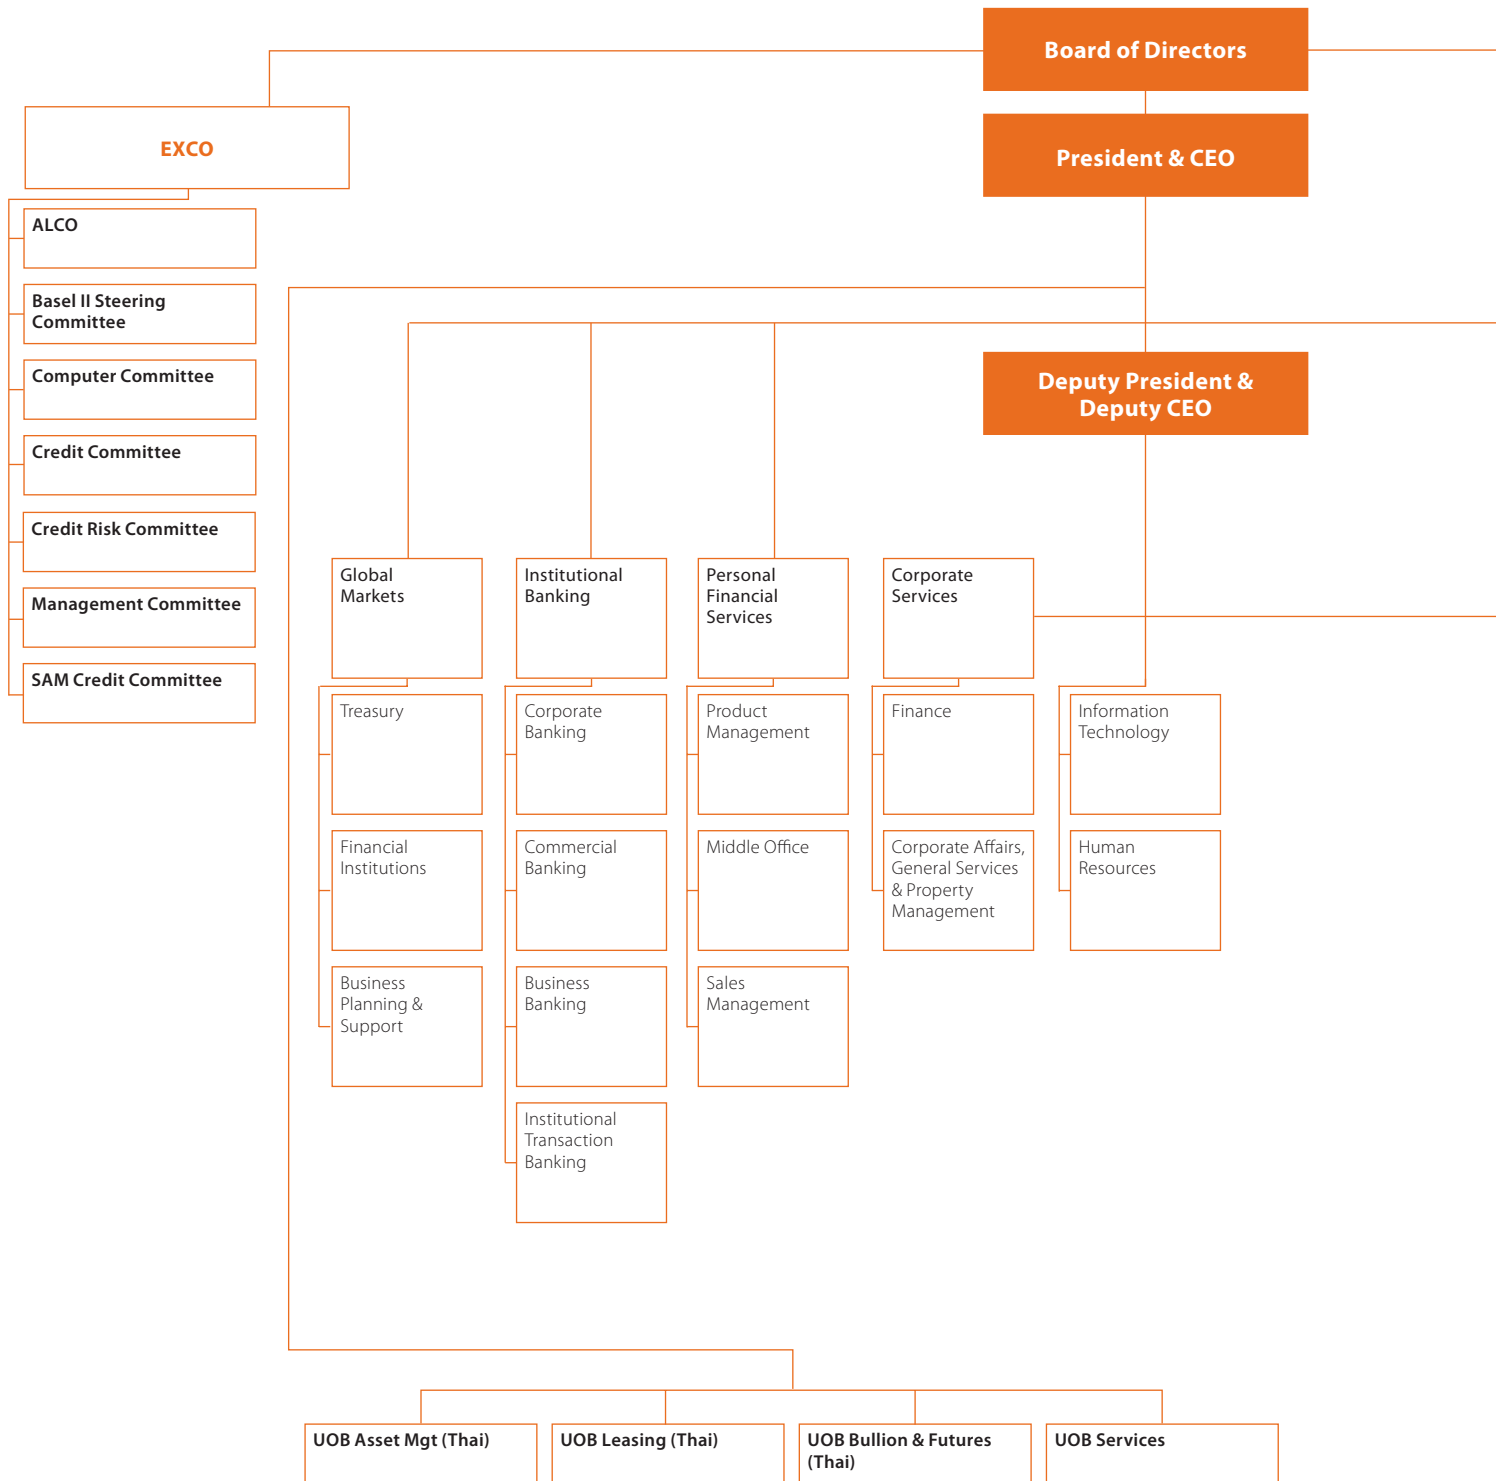 Board of Directors
EXCO
President & CEO
ALCO
Basel II Steering
Committee
Computer Committee
Credit Committee
Credit Risk Committee
Management Committee
SAM Credit Committee
Deputy President &
Deputy CEO
Global
Markets
Treasury
Financial
Institutions
Business
Planning &
Support
Institutional
Banking
Corporate
Banking
Commercial
Banking
Business
Banking
Institutional
Transaction
Banking
Personal
Financial
Services
Product
Management
Middle Office
Sales
Management
Corporate
Services
Finance
Corporate Affairs,
General Services
& Property
Management
Information
Technology
Human
Resources
UOB Asset Mgt (Thai)
UOB Leasing (Thai)
UOB Bullion & Futures
(Thai)
UOB Services